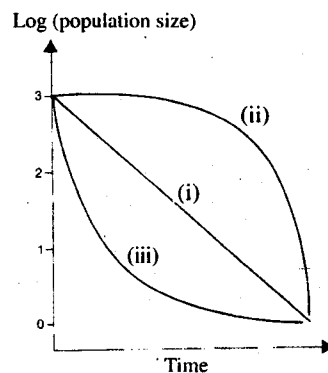 Log (population size)
3
(ii)
2
(i)
1
(iii)
0
Time